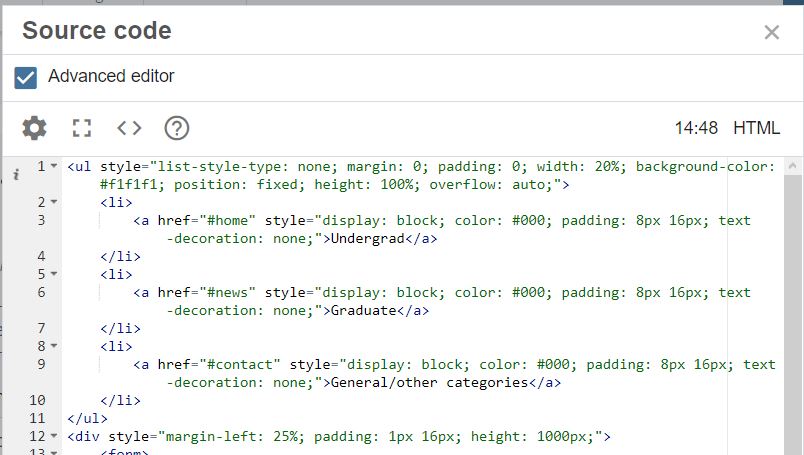 Source code
Advanced editor
14:48 HTML
1 <ul style="list-style-type: none; margin: 0; padding: 0; width: 20%; background-color:
#f1f1f1; position: fixed; height: 100%; overflow: auto;">
2 <li>
3 <a href="#home" style="display: block; color: #000; padding: 8px 16px; text
-decoration: none;">Undergrad</a>
4 </li>
5 <li>
6 <a href="#news" style="display: block; color: #000; padding: 8px 16px; text
-decoration: none;">Graduate</a>
7 </li>
8 <li>
9 <a href="#contact" style="display: block; color: #000; padding: 8px 16px; text
-decoration: none;">General/other categories</a>
10 </li>
11 </ul>
12 <div style="margin-left: 25%; padding: 1px 16px; height: 1000px;">
13 <form>